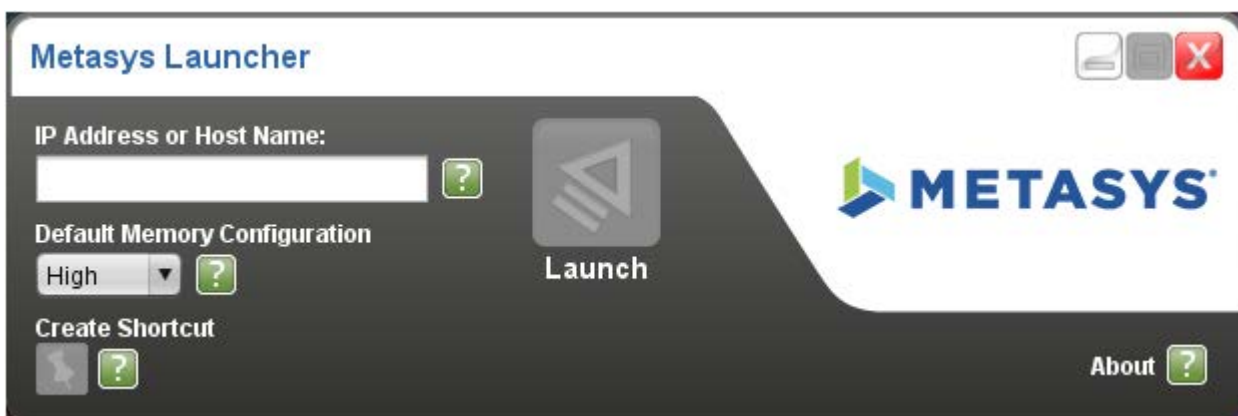 Metasys Launcher
IP Address or Host Name:
?
METASYS®
Default Memory Configuration
High ?
Launch
Create Shortcut
?
About ?